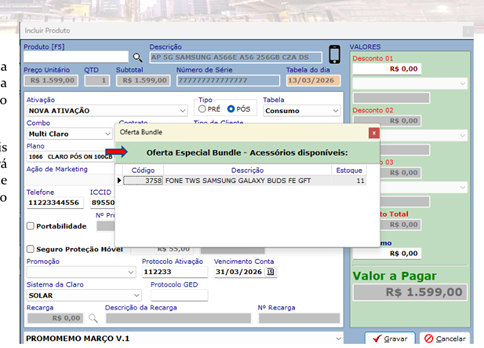 Incluir Produto
Produto [F5]
Descrição
AP 5G SAMSUNG A566E A56 256GB CZA DS
Preço Unitário
QTD
Subtotal
Número de Série
Tabela do dia
R$ 1.599,00
1
R$ 1.599,00
77777777777777
13/03/2026
Ativação
Tipo
Tabela
NOVA ATIVAÇÃO
PRÉ
PÓS
Consumo
Combo
Contrato
Tipo de Cliente
Multi Claro
Plano
1066 CLARO PÓS ON 100GB
Ação de Marketing
Oferta Bundle
x
Oferta Especial Bundle - Acessórios disponíveis:
Código
Descrição
Estoque
3758
FONE TWS SAMSUNG GALAXY BUDS FE GFT
11
Telefone
ICCID
11223344556
89550
Nº Pr
Portabilidade
Seguro Proteção Móvel
R$ 55,00
Promoção
Protocolo Ativação
Vencimento Conta
112233
31/03/2026
Sistema da Claro
Protocolo GED
SOLAR
Recarga
Descrição da Recarga
Nº Recarga
R$ 0,00
PROMOMEMO MARÇO V.1
VALORES
Desconto 01
R$ 0,00
Desconto 02
R$ 0,00
03
R$ 0,00
to Total
R$ 0,00
mo
R$ 0,00
Valor a Pagar
R$ 1.599,00
Gravar
Cancelar